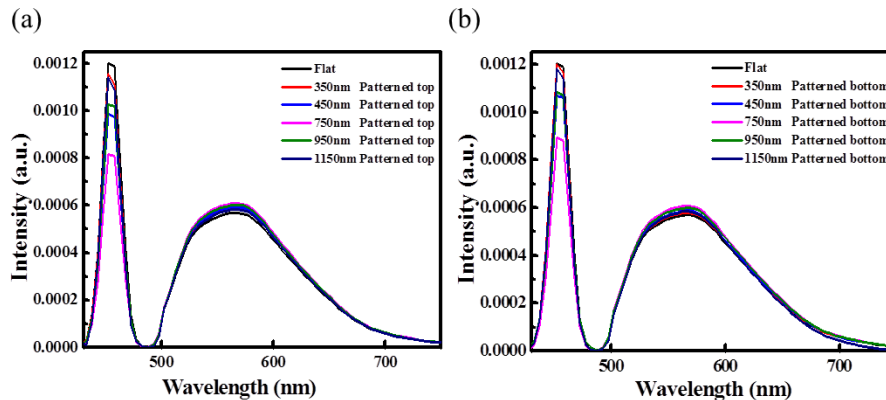 (a)
(b)
Intensity (a.u.)
0.0012
0.0010
0.0008
0.0006
0.0004
0.0002
0.0000
Flat
350nm Patterned top
450nm Patterned top
750nm Patterned top
950nm Patterned top
1150nm Patterned top
500
600
700
Wavelength (nm)
Intensity (a.u.)
0.0012
0.0010
0.0008
0.0006
0.0004
0.0002
0.0000
Flat
350nm Patterned bottom
450nm Patterned bottom
750nm Patterned bottom
950nm Patterned bottom
1150nm Patterned bottom
500
600
700
Wavelength (nm)